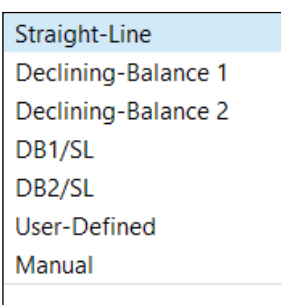 Straight-Line
Declining-Balance 1
Declining-Balance 2
DB1/SL
DB2/SL
User-Defined
Manual